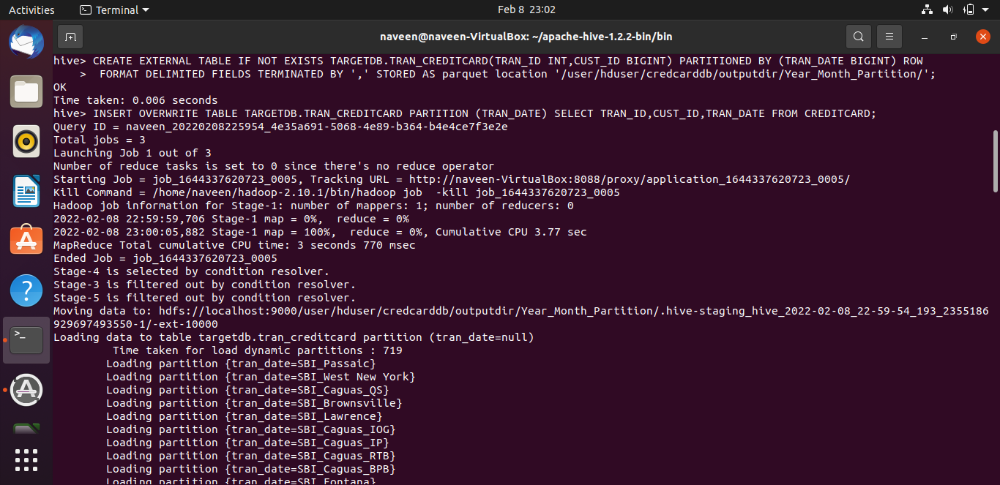 Activities
Terminal
Feb 8 23:02
naveen@naveen-VirtualBox: ~/apache-hive-1.2.2-bin/bin
hive> CREATE EXTERNAL TABLE IF NOT EXISTS TARGETDB.TRAN_CREDITCARD(TRAN_ID INT,CUST_ID BIGINT) PARTITIONED BY (TRAN_DATE BIGINT) ROW
    >  FORMAT DELIMITED FIELDS TERMINATED BY ',' STORED AS parquet location '/user/hduser/credcarddb/outputdir/Year_Month_Partition/';
OK
Time taken: 0.006 seconds
hive> INSERT OVERWRITE TABLE TARGETDB.TRAN_CREDITCARD PARTITION (TRAN_DATE) SELECT TRAN_ID,CUST_ID,TRAN_DATE FROM CREDITCARD;
Query ID = naveen_20220208225954_4e35a691-5068-4e89-b364-b4e4ce7f3e2e
Total jobs = 3
Launching Job 1 out of 3
Number of reduce tasks is set to 0 since there's no reduce operator
Starting Job = job_1644337620723_0005, Tracking URL = http://naveen-VirtualBox:8088/proxy/application_1644337620723_0005/
Kill Command = /home/naveen/hadoop-2.10.1/bin/hadoop job  -kill job_1644337620723_0005
Hadoop job information for Stage-1: number of mappers: 1; number of reducers: 0
2022-02-08 22:59:59,706 Stage-1 map = 0%,  reduce = 0%
2022-02-08 23:00:05,882 Stage-1 map = 100%,  reduce = 0%, Cumulative CPU 3.77 sec
MapReduce Total cumulative CPU time: 3 seconds 770 msec
Ended Job = job_1644337620723_0005
Stage-4 is selected by condition resolver.
Stage-3 is filtered out by condition resolver.
Stage-5 is filtered out by condition resolver.
Moving data to: hdfs://localhost:9000/user/hduser/credcarddb/outputdir/Year_Month_Partition/.hive-staging_hive_2022-02-08_22-59-54_193_2355186
929697493550-1/-ext-10000
Loading data to table targetdb.tran_creditcard partition (tran_date=null)
         Time taken for load dynamic partitions : 719
        Loading partition {tran_date=SBI_Passaic}
        Loading partition {tran_date=SBI_West New York}
        Loading partition {tran_date=SBI_Caguas_QS}
        Loading partition {tran_date=SBI_Brownsville}
        Loading partition {tran_date=SBI_Lawrence}
        Loading partition {tran_date=SBI_Caguas_IOG}
        Loading partition {tran_date=SBI_Caguas_IP}
        Loading partition {tran_date=SBI_Caguas_RTB}
        Loading partition {tran_date=SBI_Caguas_BPB}
        Loading partition {tran_date=SBI_Fontana}